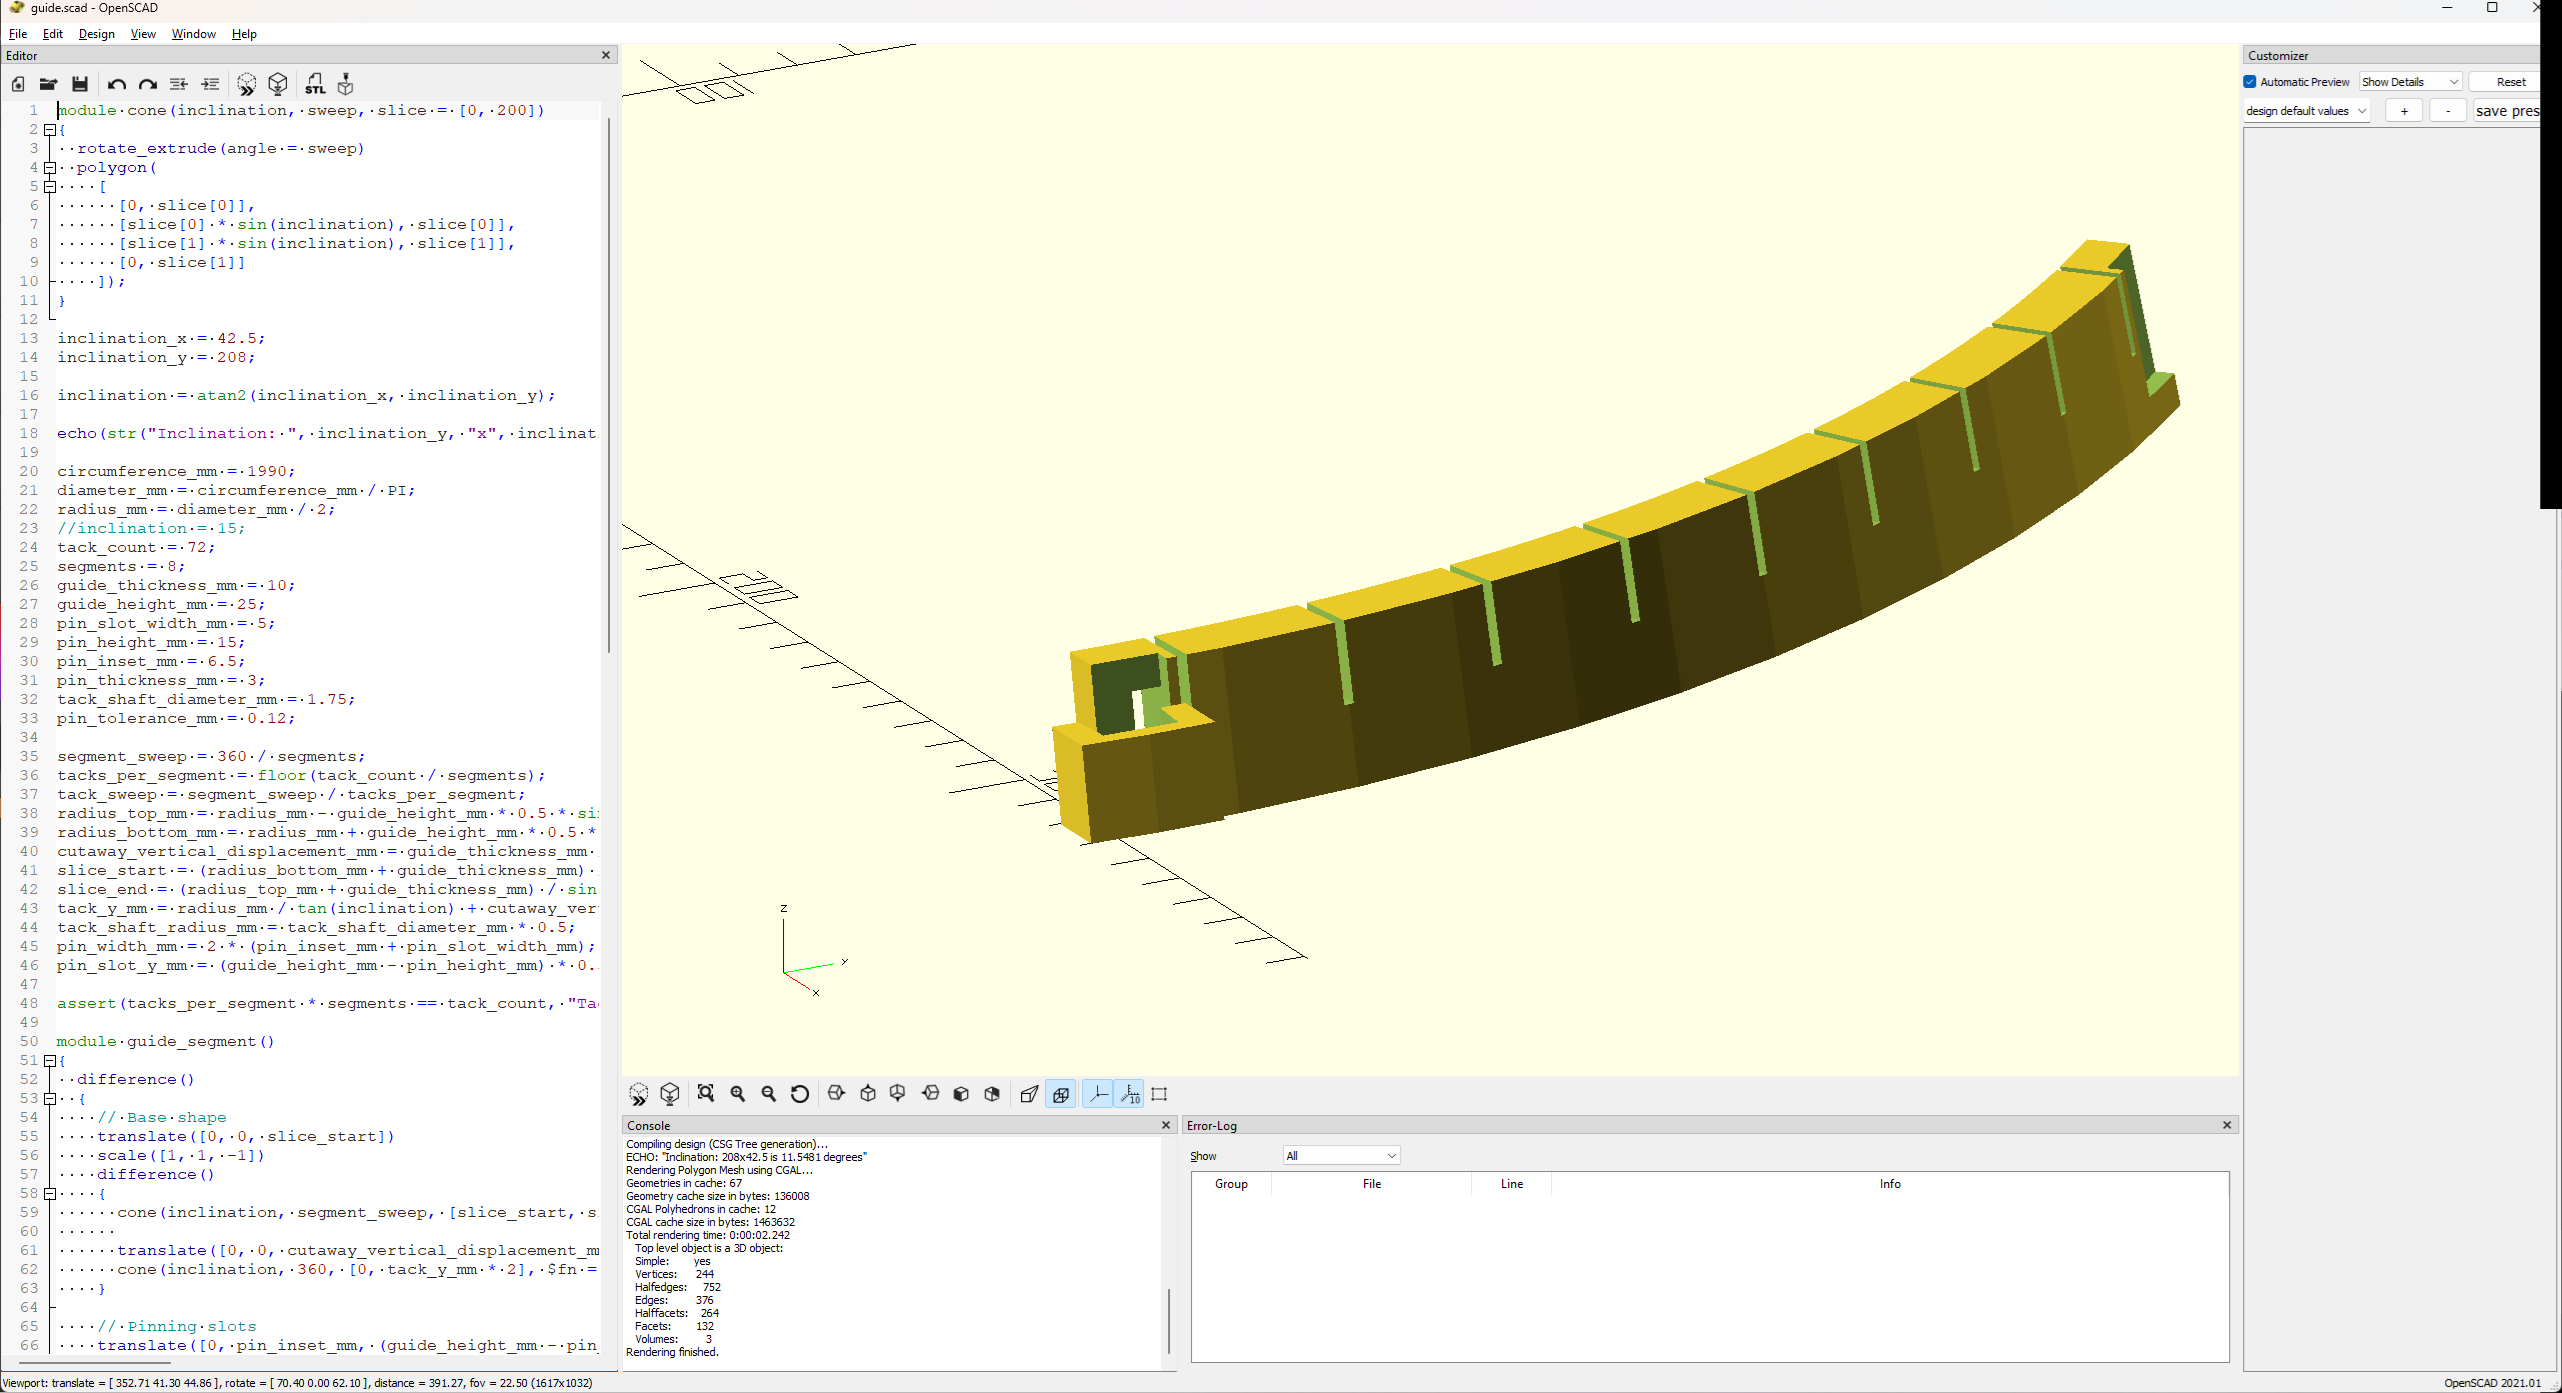 guide.scad - OpenSCAD
File Edit Design View Window Help
Editor
STL
1 module cone(inclination, sweep, slice = [0, 200])
2 {
3 rotate_extrude(angle = sweep)
4 polygon(
5 [
6 [0, slice[0]],
7 [slice[0] * sin(inclination), slice[0]],
8 [slice[1] * sin(inclination), slice[1]],
9 [0, slice[1]]
10 ]);
11 }
12
13 inclination_x = 42.5;
14 inclination_y = 208;
15
16 inclination = atan2(inclination_x, inclination_y);
17
18 echo(str("Inclination: ", inclination_y, "x", inclinat
19
20 circumference_mm = 1990;
21 diameter_mm = circumference_mm / PI;
22 radius_mm = diameter_mm / 2;
23 //inclination = 15;
24 tack_count = 72;
25 segments = 8;
26 guide_thickness_mm = 10;
27 guide_height_mm = 25;
28 pin_slot_width_mm = 5;
29 pin_height_mm = 15;
30 pin_inset_mm = 6.5;
31 pin_thickness_mm = 3;
32 tack_shaft_diameter_mm = 1.75;
33 pin_tolerance_mm = 0.12;
34
35 segment_sweep = 360 / segments;
36 tacks_per_segment = floor(tack_count / segments);
37 tack_sweep = segment_sweep / tacks_per_segment;
38 radius_top_mm = radius_mm - guide_height_mm * 0.5 * si
39 radius_bottom_mm = radius_mm + guide_height_mm * 0.5 *
40 cutaway_vertical_displacement_mm = guide_thickness_mm
41 slice_start = (radius_bottom_mm + guide_thickness_mm)
42 slice_end = (radius_top_mm + guide_thickness_mm) / sin
43 tack_y_mm = radius_mm / tan(inclination) + cutaway_ver
44 tack_shaft_radius_mm = tack_shaft_diameter_mm * 0.5;
45 pin_width_mm = 2 * (pin_inset_mm + pin_slot_width_mm);
46 pin_slot_y_mm = (guide_height_mm - pin_height_mm) * 0.
47
48 assert(tacks_per_segment * segments == tack_count, "Ta
49
50 module guide_segment()
51 {
52 difference()
53 {
54 // Base shape
55 translate([0, 0, slice_start])
56 scale([1, 1, -1])
57 difference()
58 {
59 cone(inclination, segment_sweep, [slice_start, s
60
61 translate([0, 0, cutaway_vertical_displacement_m
62 cone(inclination, 360, [0, tack_y_mm * 2], $fn =
63 }
64
65 // Pinning slots
66 translate([0, pin_inset_mm, (guide_height_mm - pin
z
y
x
10
Console
Compiling design (CSG Tree generation)...
ECHO: "Inclination: 208x42.5 is 11.5481 degrees"
Rendering Polygon Mesh using CGAL...
Geometries in cache: 67
Geometry cache size in bytes: 136008
CGAL Polyhedrons in cache: 12
CGAL cache size in bytes: 1463632
Total rendering time: 0:00:02.242
Top level object is a 3D object:
Simple: yes
Vertices: 244
Halfedges: 752
Edges: 376
Halffacets: 264
Facets: 132
Volumes: 3
Rendering finished.
Error-Log
Show All
Group File Line Info
Customizer
Automatic Preview Show Details Reset
design default values + - save pres
Viewport: translate = [ 352.71 41.30 44.86 ], rotate = [ 70.40 0.00 62.10 ], distance = 391.27, fov = 22.50 (1617x1032)
OpenSCAD 2021.01